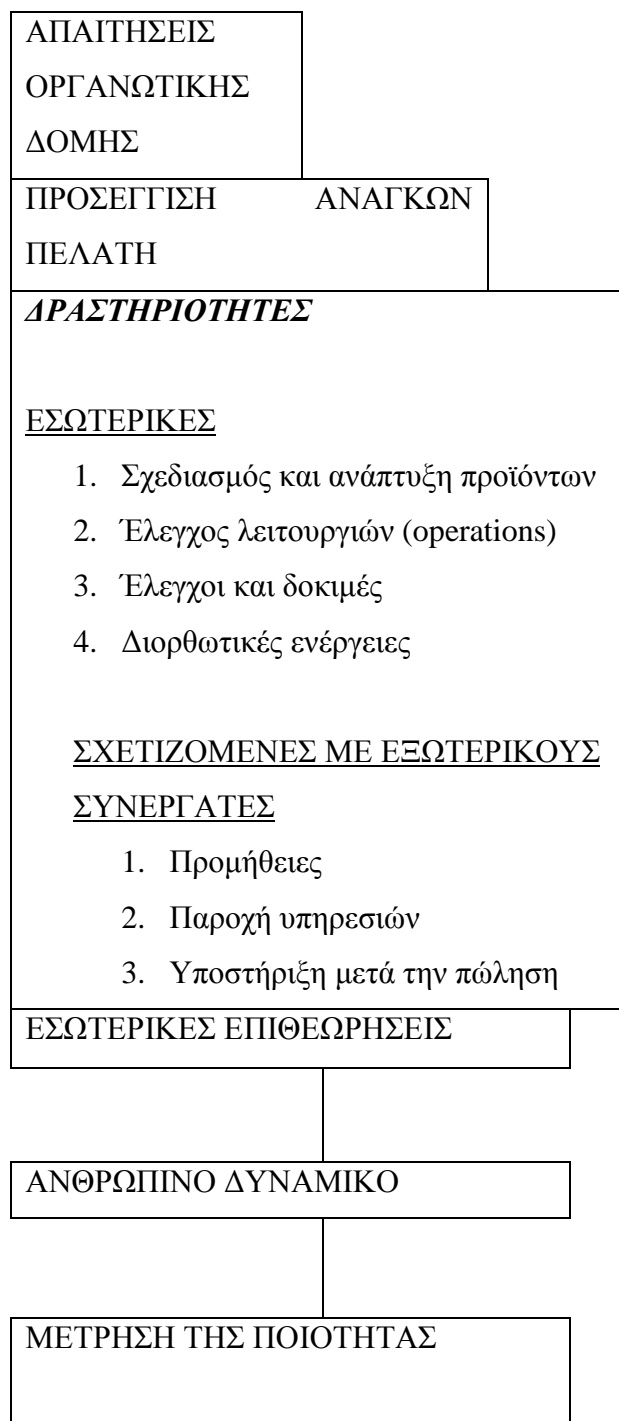 ΑΠΑΙΤΗΣΕΙΣ
ΟΡΓΑΝΩΤΙΚΗΣ
ΔΟΜΗΣ
ΠΡΟΣΕΓΓΙΣΗ ΑΝΑΓΚΩΝ
ΠΕΛΑΤΗ
ΔΡΑΣΤΗΡΙΟΤΗΤΕΣ
ΕΣΩΤΕΡΙΚΕΣ
1. Σχεδιασμός και ανάπτυξη προϊόντων
2. Έλεγχος λειτουργιών (operations)
3. Έλεγχοι και δοκιμές
4. Διορθωτικές ενέργειες
ΣΧΕΤΙΖΟΜΕΝΕΣ ΜΕ ΕΞΩΤΕΡΙΚΟΥΣ
ΣΥΝΕΡΓΑΤΕΣ
1. Προμήθειες
2. Παροχή υπηρεσιών
3. Υποστήριξη μετά την πώληση
ΕΣΩΤΕΡΙΚΕΣ ΕΠΙΘΕΩΡΗΣΕΙΣ
ΑΝΘΡΩΠΙΝΟ ΔΥΝΑΜΙΚΟ
ΜΕΤΡΗΣΗ ΤΗΣ ΠΟΙΟΤΗΤΑΣ